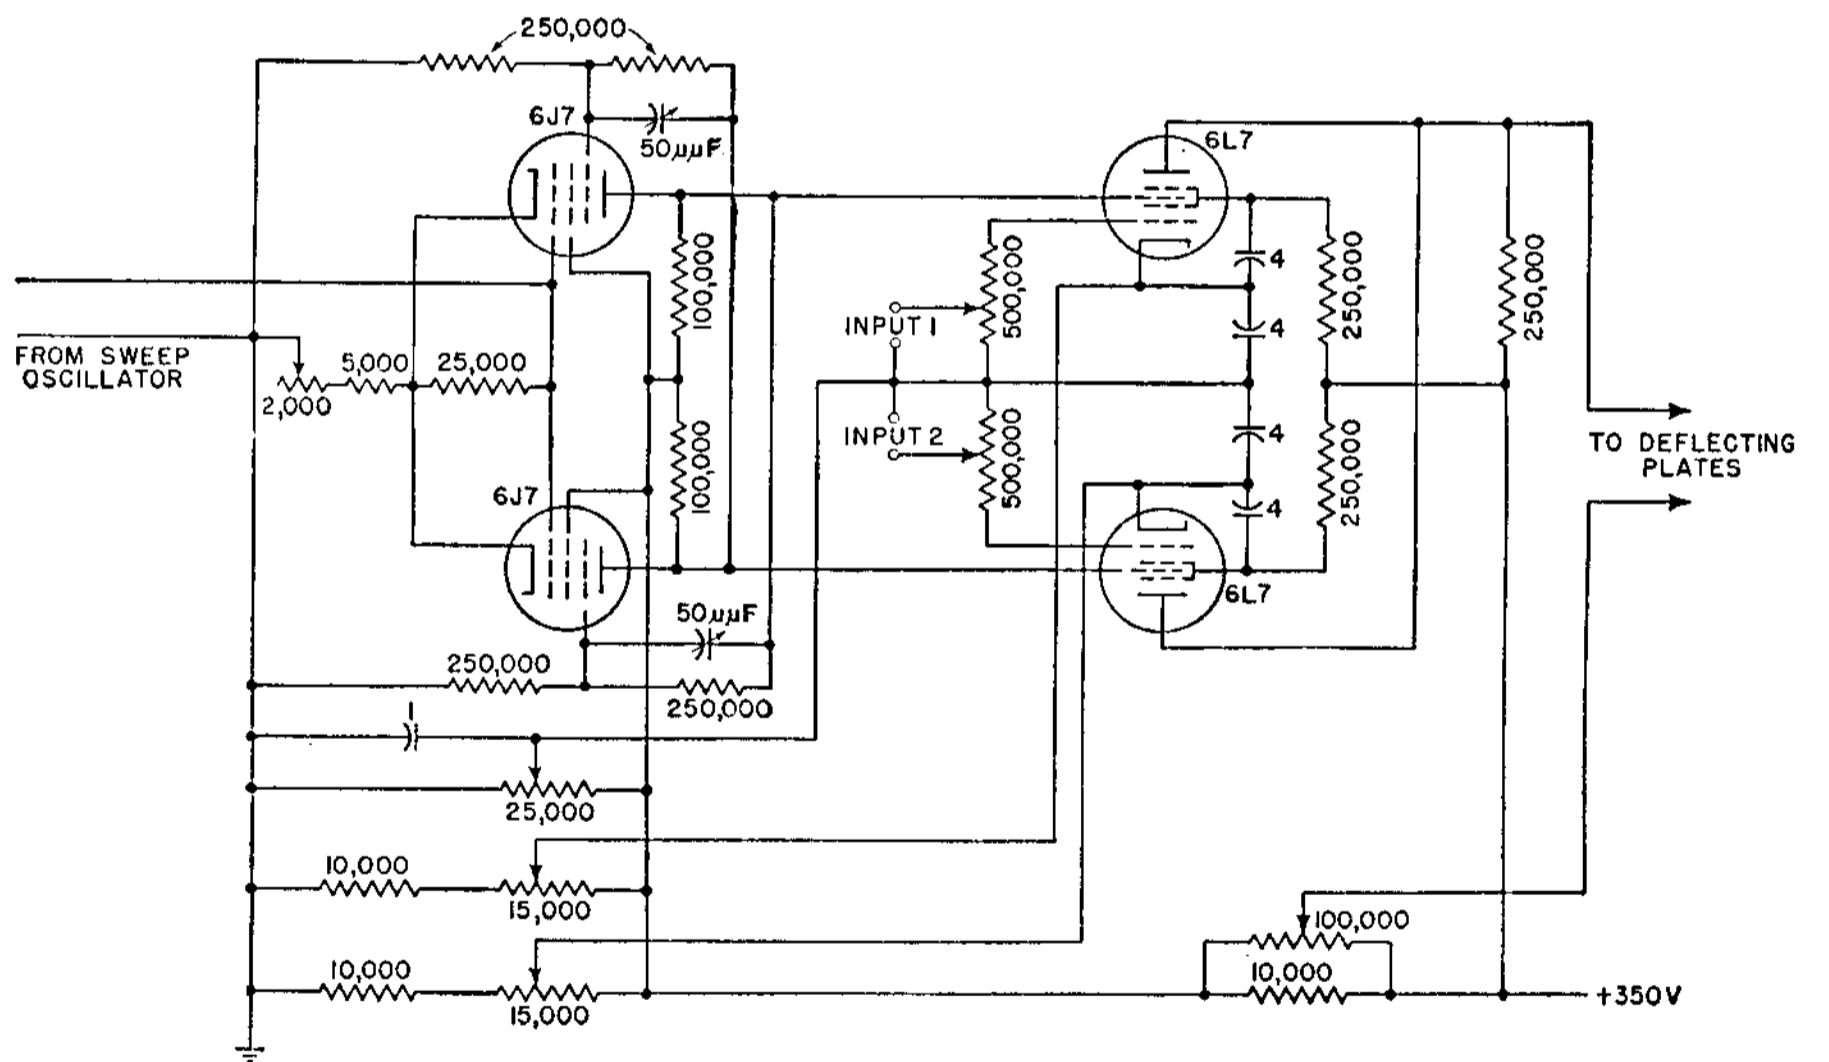 250,000
6J7
50μμF
6L7
100,000
500,000
4
250,000
250,000
INPUT 1
4
FROM SWEEP
OSCILLATOR
5,000
25,000
2,000
100,000
INPUT 2
500,000
4
250,000
TO DEFLECTING
PLATES
6J7
4
6L7
50μμF
250,000
250,000
1
25,000
10,000
15,000
100,000
10,000
10,000
15,000
+350V